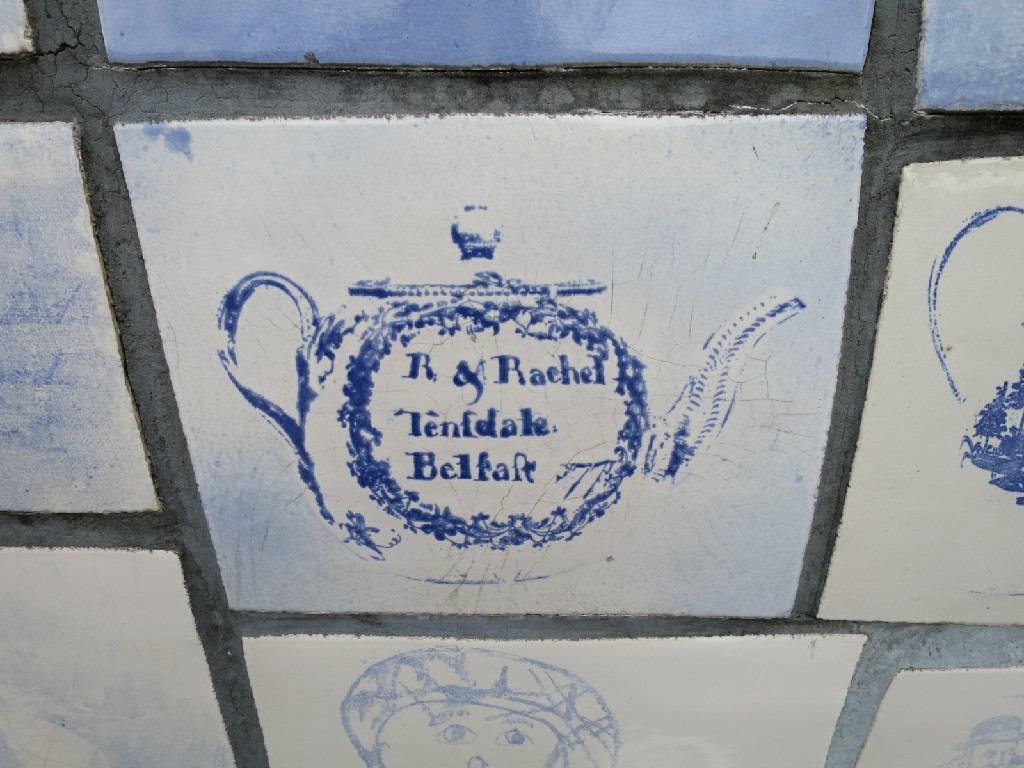 R. & Rachel
Tenſdale.
Belfaſt